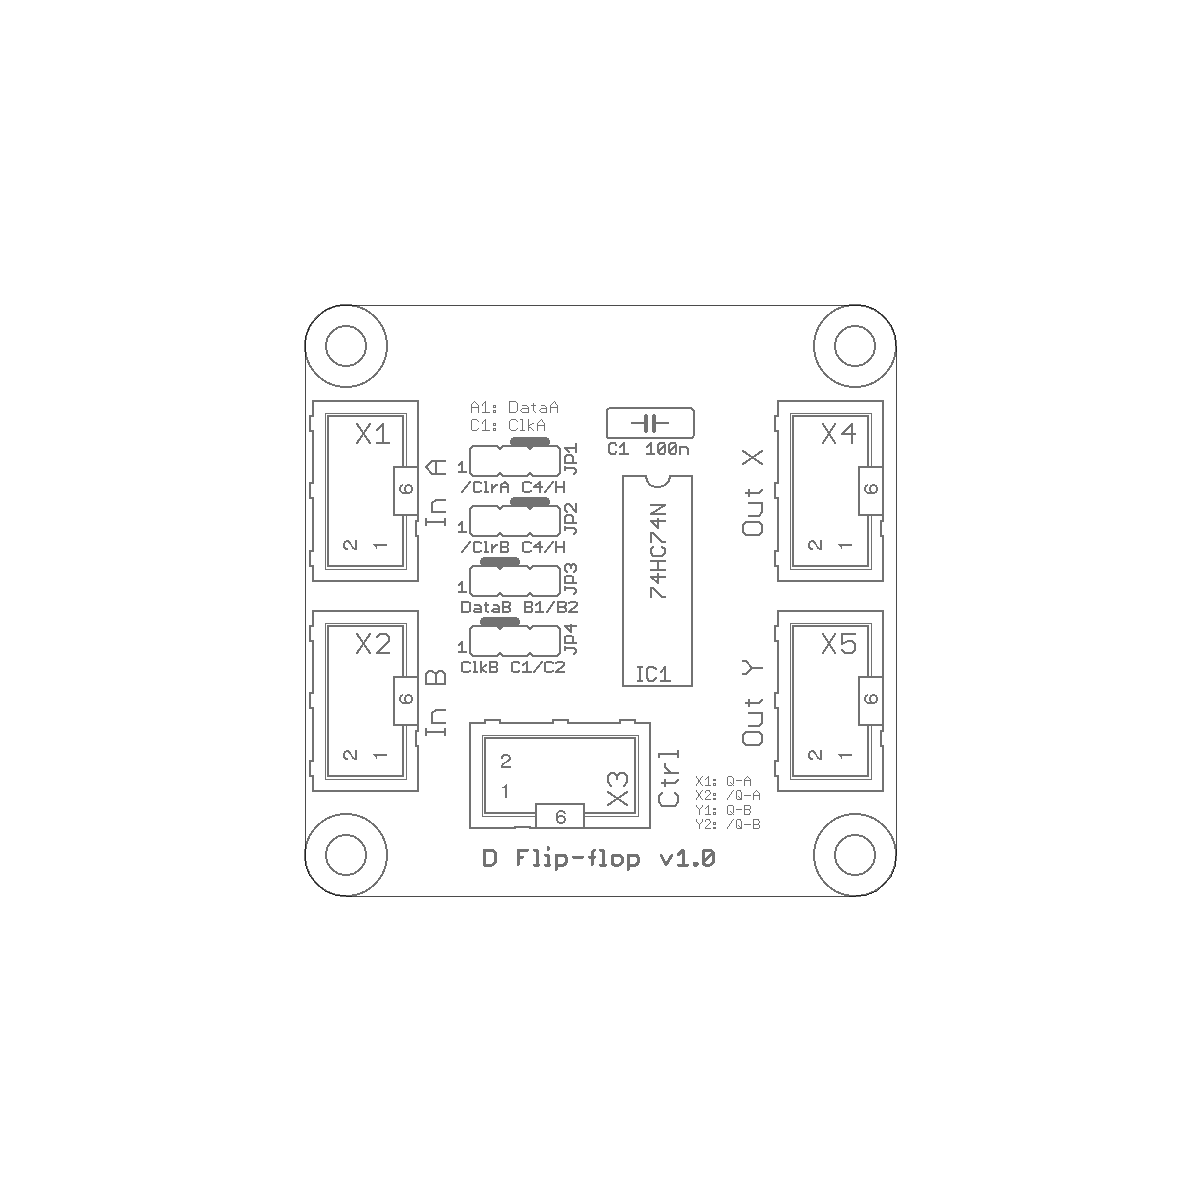 A1: DataA
C1: ClkA
X1
6
2 1
In A
1
JP1
/ClrA C4/H
1
JP2
/ClrB C4/H
1
JP3
DataB B1/B2
1
JP4
ClkB C1/C2
C1 100n
74HC74N
IC1
X4
6
2 1
Out X
X2
6
2 1
In B
X5
6
2 1
Out Y
2
1
X3
6
Ctrl
X1: Q-A
X2: /Q-A
Y1: Q-B
Y2: /Q-B
D Flip-flop v1.0